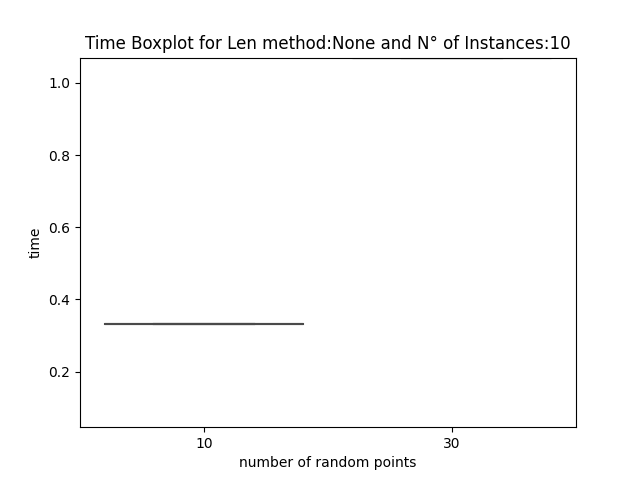 Time Boxplot for Len method:None and N° of Instances:10
1.0
0.8
0.6
0.4
0.2
time
10 30
number of random points